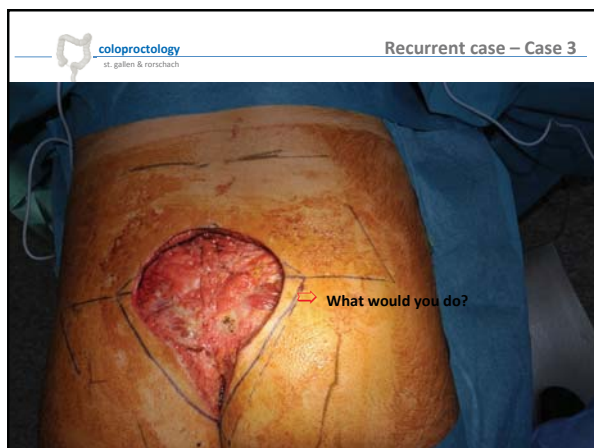 coloproctology
st. gallen & rorschach
Recurrent case – Case 3
What would you do?